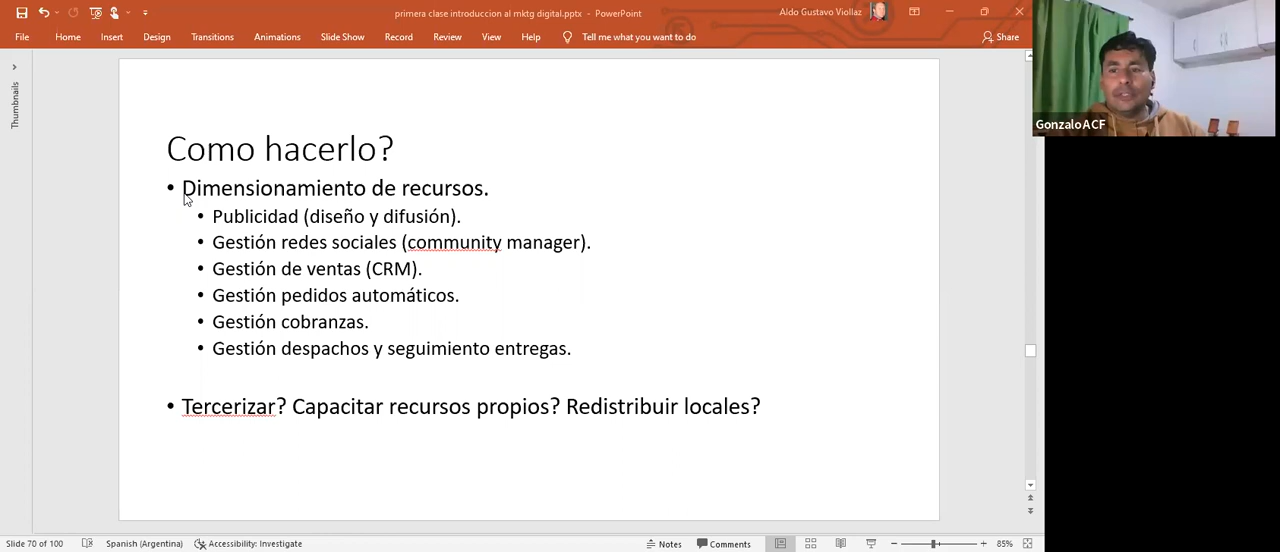 primera clase introduccion al mktg digital.pptx - PowerPoint
Aldo Gustavo Viollaz
File Home Insert Design Transitions Animations Slide Show Record Review View Help Tell me what you want to do Share
Thumbnails
GonzaloACF
Como hacerlo?
• Dimensionamiento de recursos.
• Publicidad (diseño y difusión).
• Gestión redes sociales (community manager).
• Gestión de ventas (CRM).
• Gestión pedidos automáticos.
• Gestión cobranzas.
• Gestión despachos y seguimiento entregas.
• Tercerizar? Capacitar recursos propios? Redistribuir locales?
Slide 70 of 100 Spanish (Argentina) Accessibility: Investigate Notes Comments 85%